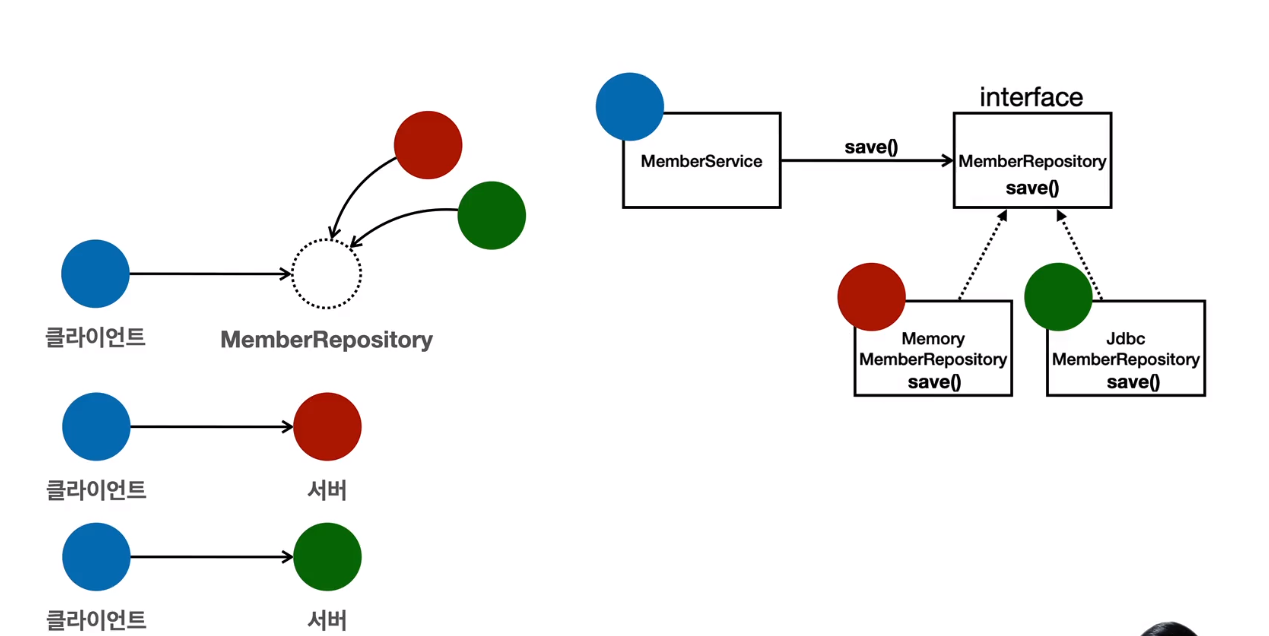 클라이언트
MemberRepository
클라이언트
서버
클라이언트
서버
MemberService
save()
interface
MemberRepository
save()
Memory
MemberRepository
save()
Jdbc
MemberRepository
save()